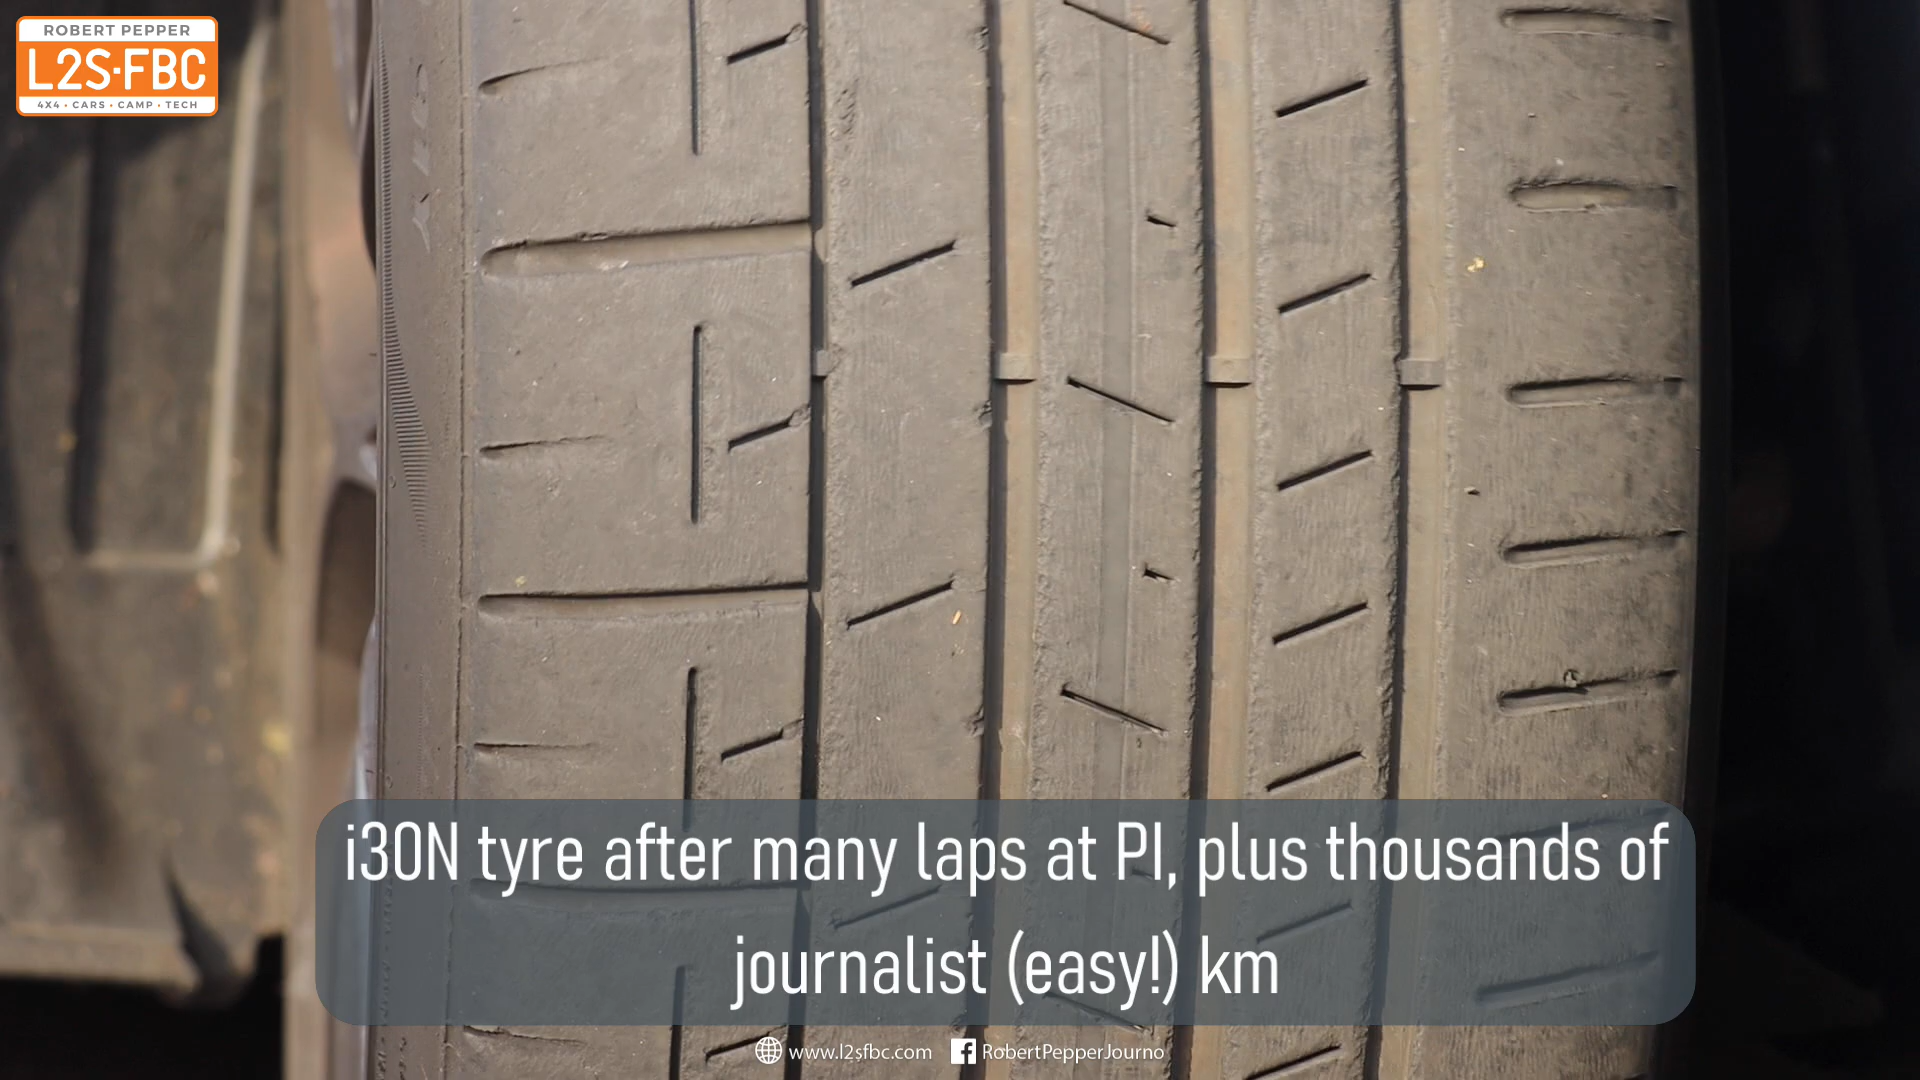 ROBERT PEPPER
L2S·FBC
4X4 • CARS • CAMP • TECH
i30N tyre after many laps at PI, plus thousands of
journalist (easy!) km
www.l2sfbc.com RobertPepperJourno